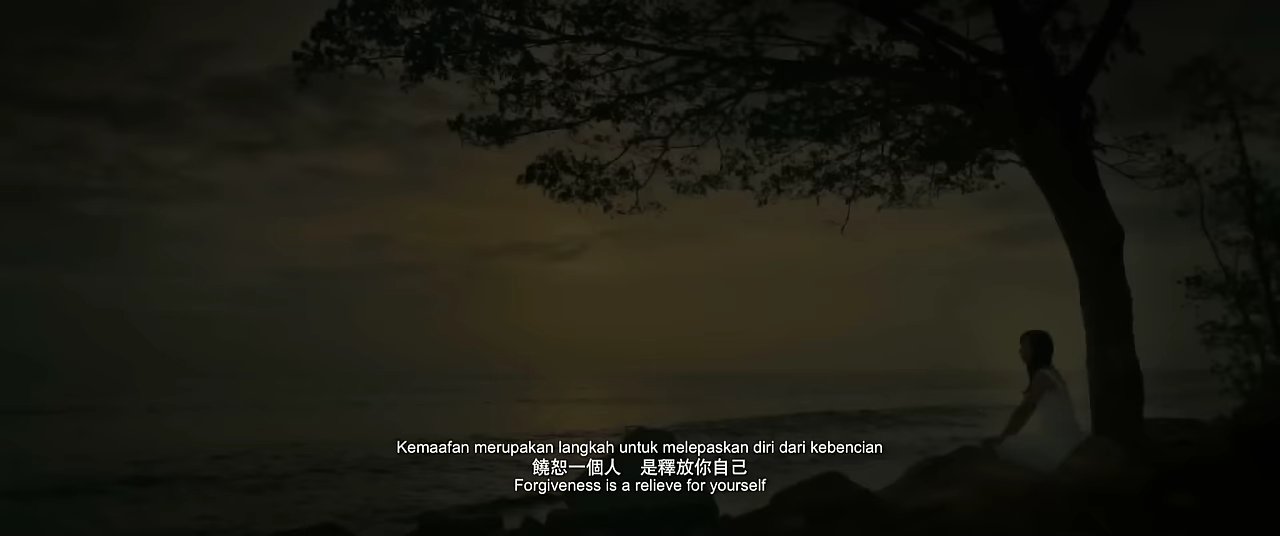 Kemaafan merupakan langkah untuk melepaskan diri dari kebencian
饒恕一個人 是釋放你自己
Forgiveness is a relieve for yourself